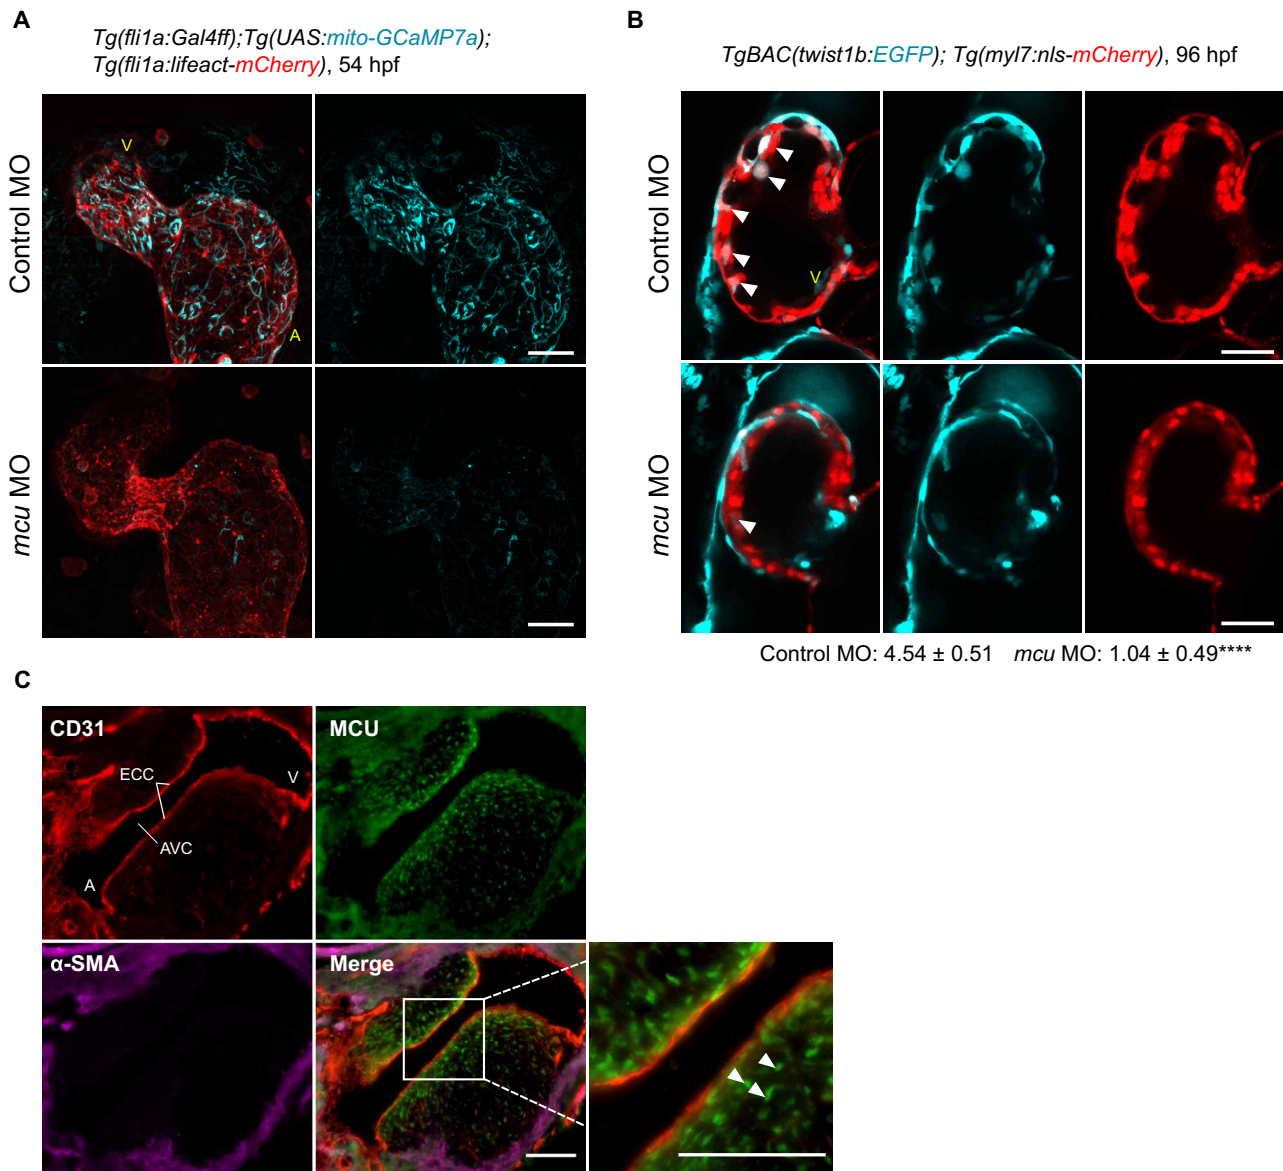 A
Tg(fli1a:Gal4ff);Tg(UAS:mito-GCaMP7a);
Tg(fli1a:lifeact-mCherry), 54 hpf
Control MO
V
A
mcu MO
B
TgBAC(twist1b:EGFP); Tg(myl7:nls-mCherry), 96 hpf
Control MO
V
mcu MO
Control MO: 4.54 ± 0.51 mcu MO: 1.04 ± 0.49****
C
CD31
ECC
V
AVC
A
MCU
α-SMA
Merge